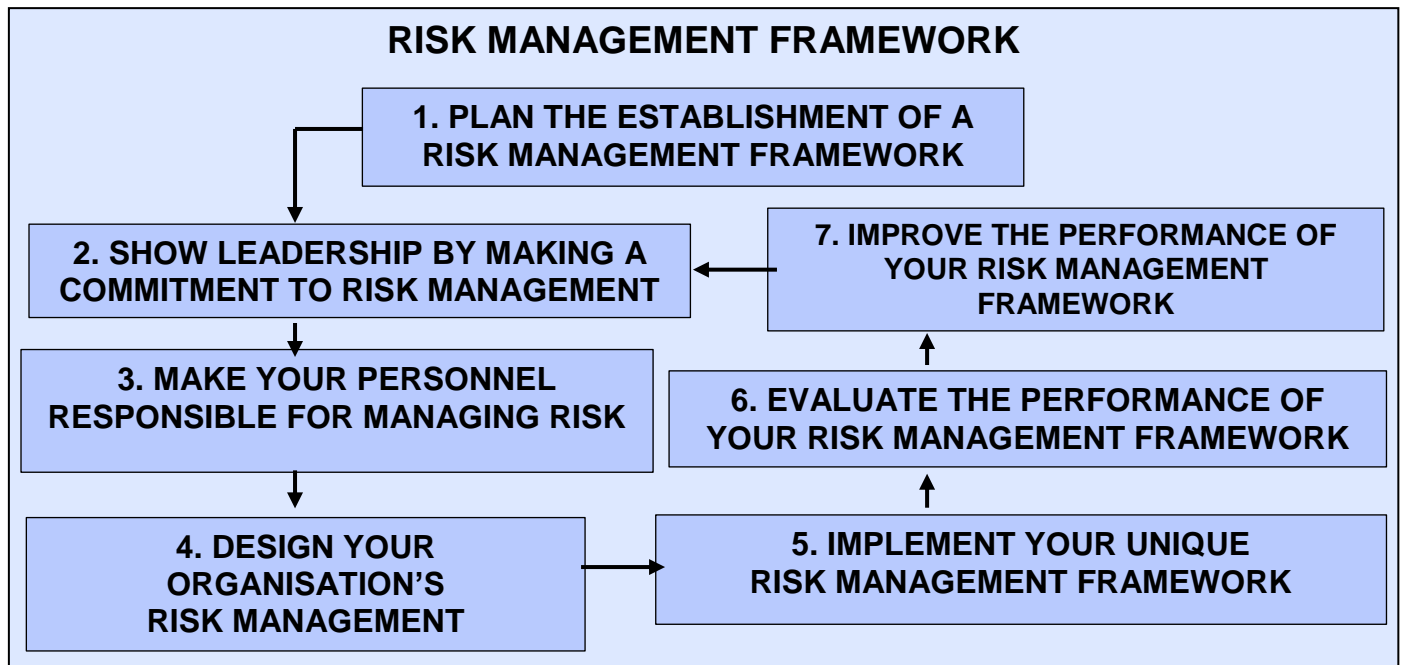 RISK MANAGEMENT FRAMEWORK
1. PLAN THE ESTABLISHMENT OF A
RISK MANAGEMENT FRAMEWORK
2. SHOW LEADERSHIP BY MAKING A
COMMITMENT TO RISK MANAGEMENT
3. MAKE YOUR PERSONNEL
RESPONSIBLE FOR MANAGING RISK
4. DESIGN YOUR
ORGANISATION’S
RISK MANAGEMENT
5. IMPLEMENT YOUR UNIQUE
RISK MANAGEMENT FRAMEWORK
6. EVALUATE THE PERFORMANCE OF
YOUR RISK MANAGEMENT FRAMEWORK
7. IMPROVE THE PERFORMANCE OF
YOUR RISK MANAGEMENT
FRAMEWORK